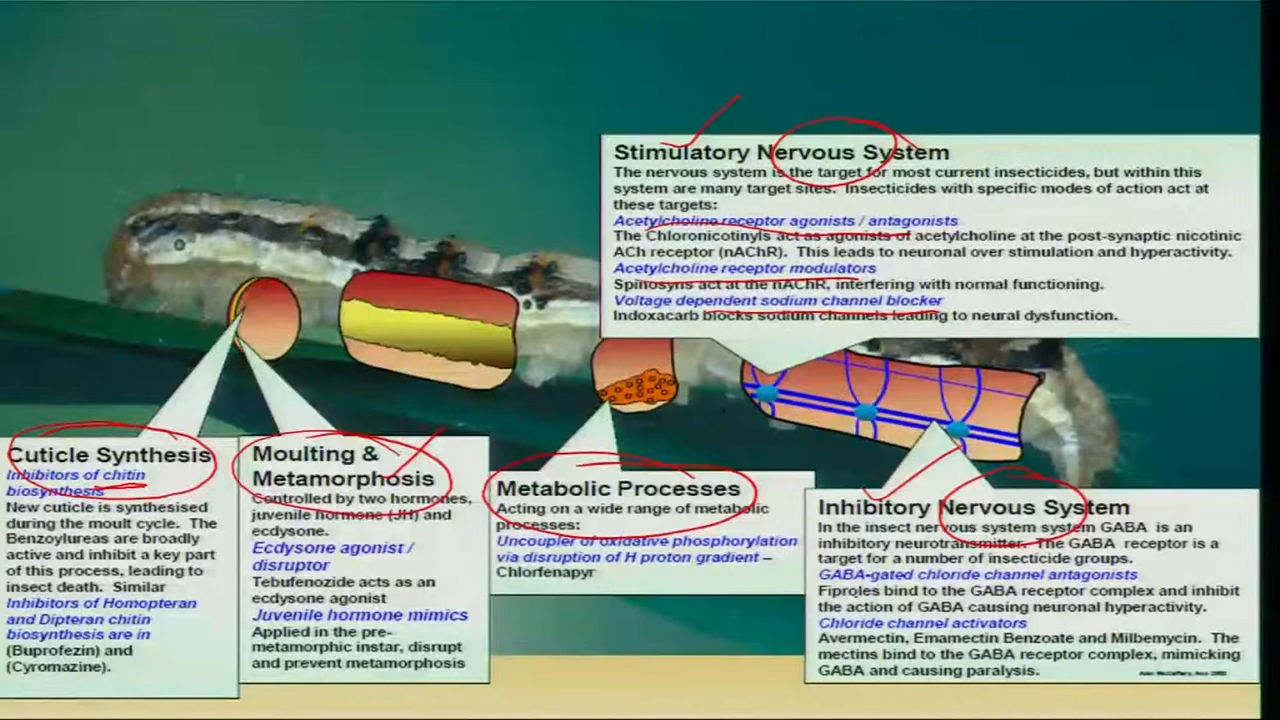 Stimulatory Nervous System
The nervous system is the target for most current insecticides, but within this
system are many target sites. Insecticides with specific modes of action act at
these targets:
Acetylcholine receptor agonists / antagonists
The Chloronicotinyls act as agonists of acetylcholine at the post-synaptic nicotinic
ACh receptor (nAChR). This leads to neuronal over stimulation and hyperactivity.
Acetylcholine receptor modulators
Spinosyns act at the nAChR, interfering with normal functioning.
Voltage dependent sodium channel blocker
Indoxacarb blocks sodium channels leading to neural dysfunction.
Cuticle Synthesis
Inhibitors of chitin
biosynthesis
New cuticle is synthesised
during the moult cycle. The
Benzoylureas are broadly
active and inhibit a key part
of this process, leading to
insect death. Similar
Inhibitors of Homopteran
and Dipteran chitin
biosynthesis are in
(Buprofezin) and
(Cyromazine).
Moulting &
Metamorphosis
Controlled by two hormones,
juvenile hormone (JH) and
ecdysone.
Ecdysone agonist /
disruptor
Tebufenozide acts as an
ecdysone agonist
Juvenile hormone mimics
Applied in the pre-
metamorphic instar, disrupt
and prevent metamorphosis
Metabolic Processes
Acting on a wide range of metabolic
processes:
Uncoupler of oxidative phosphorylation
via disruption of H proton gradient –
Chlorfenapyr
Inhibitory Nervous System
In the insect nervous system system GABA is an
inhibitory neurotransmitter. The GABA receptor is a
target for a number of insecticide groups.
GABA-gated chloride channel antagonists
Fiproles bind to the GABA receptor complex and inhibit
the action of GABA causing neuronal hyperactivity.
Chloride channel activators
Avermectin, Emamectin Benzoate and Milbemycin. The
mectins bind to the GABA receptor complex, mimicking
GABA and causing paralysis.